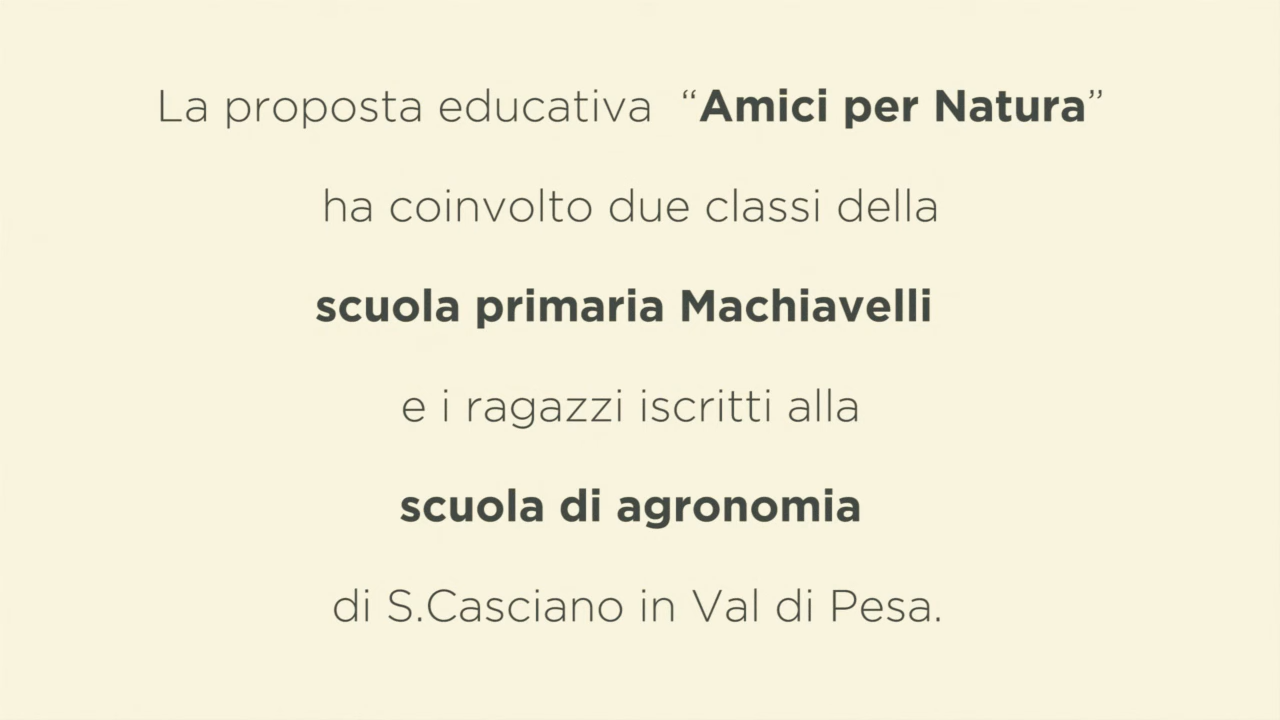 La proposta educativa “Amici per Natura”
ha coinvolto due classi della
scuola primaria Machiavelli
e i ragazzi iscritti alla
scuola di agronomia
di S.Casciano in Val di Pesa.